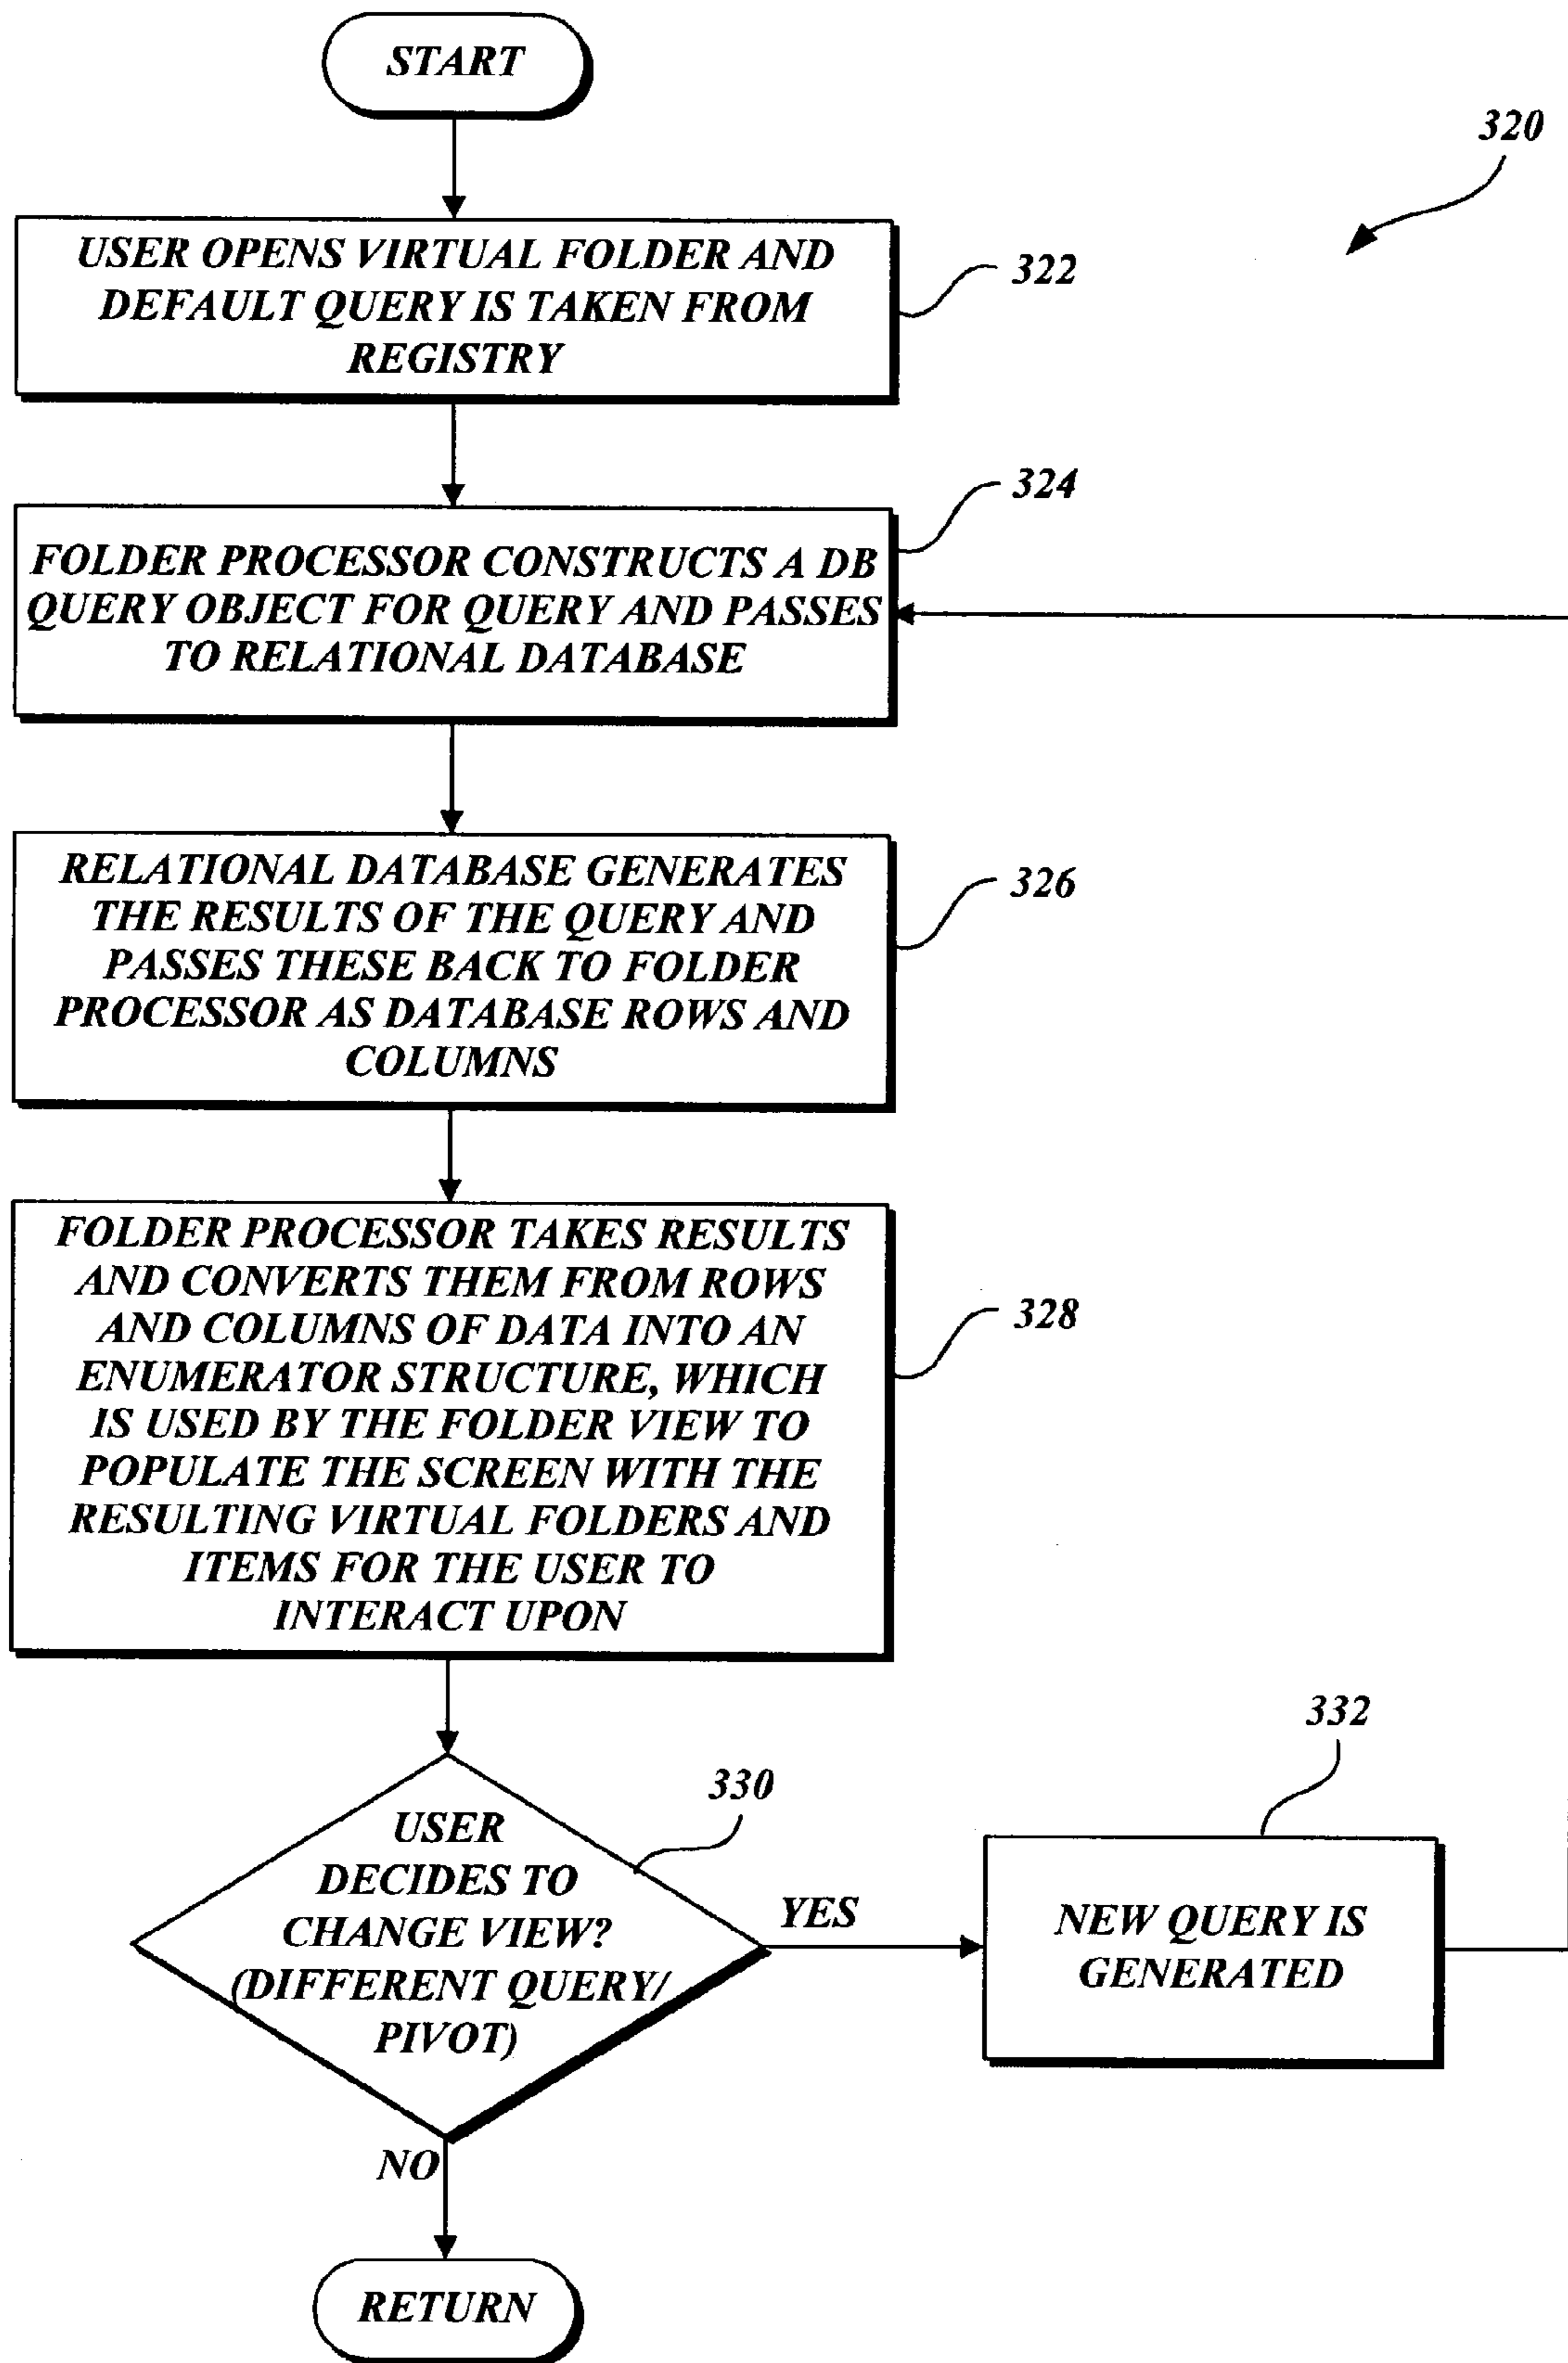 START
320
USER OPENS VIRTUAL FOLDER AND
DEFAULT QUERY IS TAKEN FROM
REGISTRY
322
324
FOLDER PROCESSOR CONSTRUCTS A DB
QUERY OBJECT FOR QUERY AND PASSES
TO RELATIONAL DATABASE
RELATIONAL DATABASE GENERATES
THE RESULTS OF THE QUERY AND
PASSES THESE BACK TO FOLDER
PROCESSOR AS DATABASE ROWS AND
COLUMNS
326
FOLDER PROCESSOR TAKES RESULTS
AND CONVERTS THEM FROM ROWS
AND COLUMNS OF DATA INTO AN
ENUMERATOR STRUCTURE, WHICH
IS USED BY THE FOLDER VIEW TO
POPULATE THE SCREEN WITH THE
RESULTING VIRTUAL FOLDERS AND
ITEMS FOR THE USER TO
INTERACT UPON
328
330
USER
DECIDES TO
CHANGE VIEW?
(DIFFERENT QUERY/
PIVOT)
YES
332
NEW QUERY IS
GENERATED
NO
RETURN